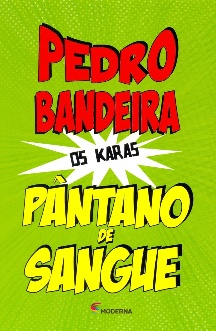 PEDRO
BANDEIRA
OS KARAS
PÂNTANO
DE
SANGUE
MODERNA